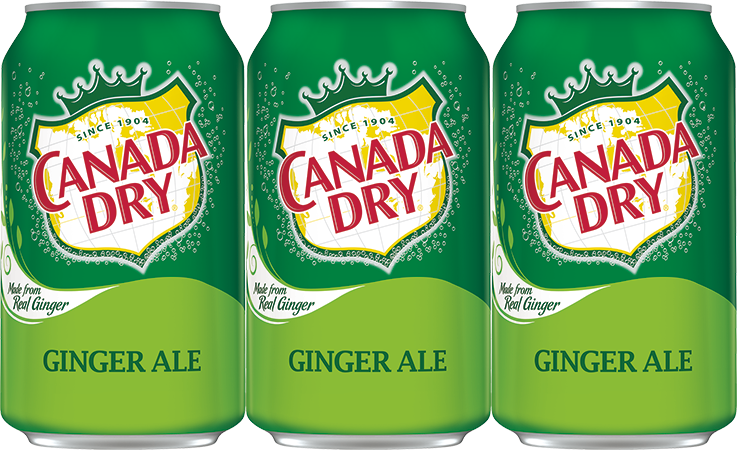 SINCE 1904
CANADA
DRY
Made from
Real Ginger
GINGER ALE
SINCE 1904
CANADA
DRY
Made from
Real Ginger
GINGER ALE
SINCE 1904
CANADA
DRY
Made from
Real Ginger
GINGER ALE